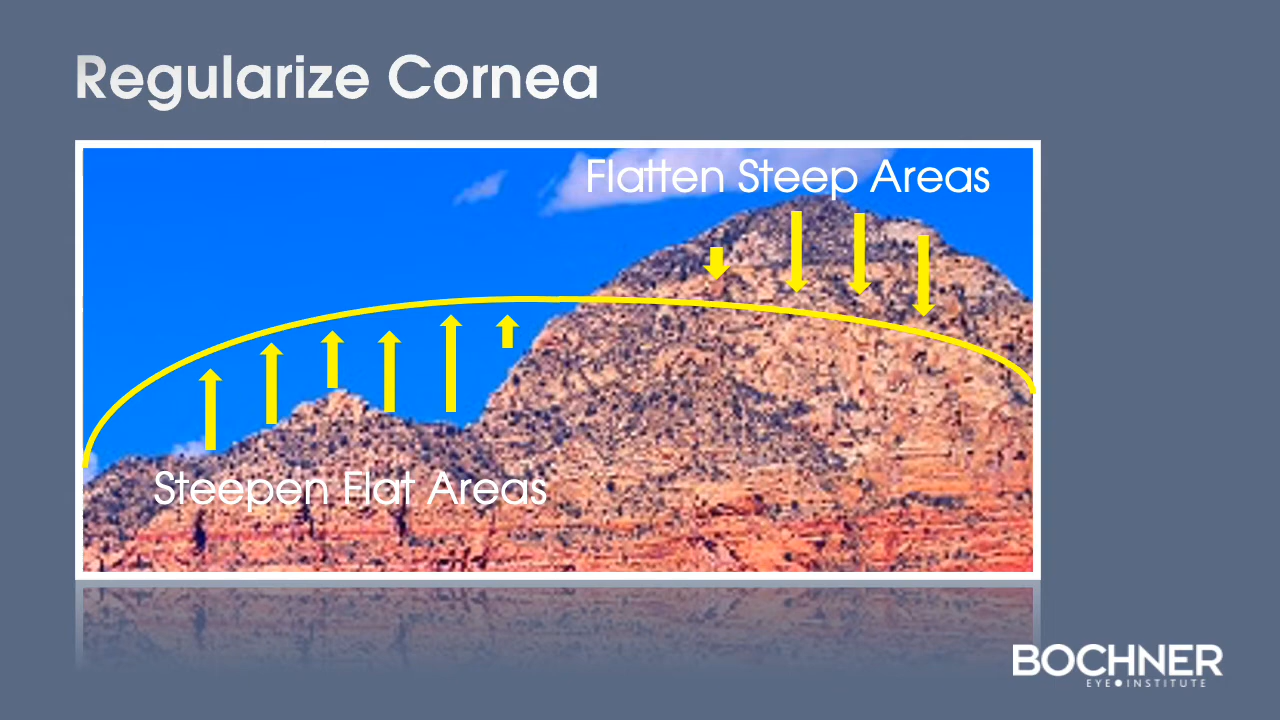 Regularize Cornea
Flatten Steep Areas
Steepen Flat Areas
BOCHNER
EYE●INSTITUTE